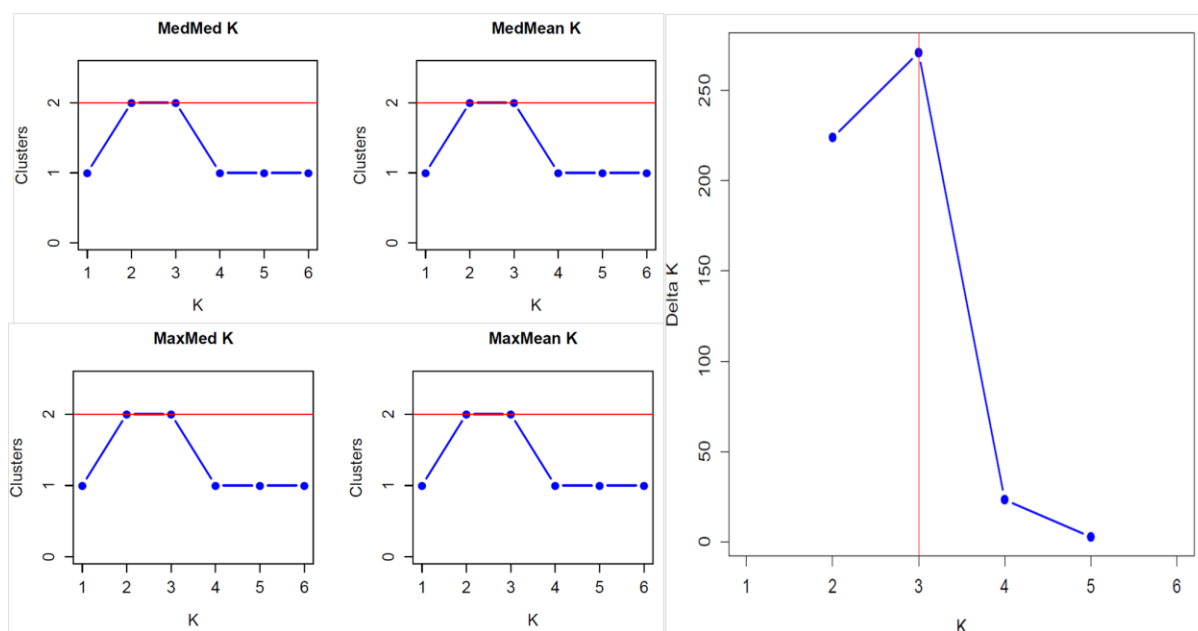 MedMed K
Clusters
2
1
0
1 2 3 4 5 6
K
MedMean K
Clusters
2
1
0
1 2 3 4 5 6
K
MaxMed K
Clusters
2
1
0
1 2 3 4 5 6
K
MaxMean K
Clusters
2
1
0
1 2 3 4 5 6
K
Delta K
250
200
150
100
50
0
1 2 3 4 5 6
K